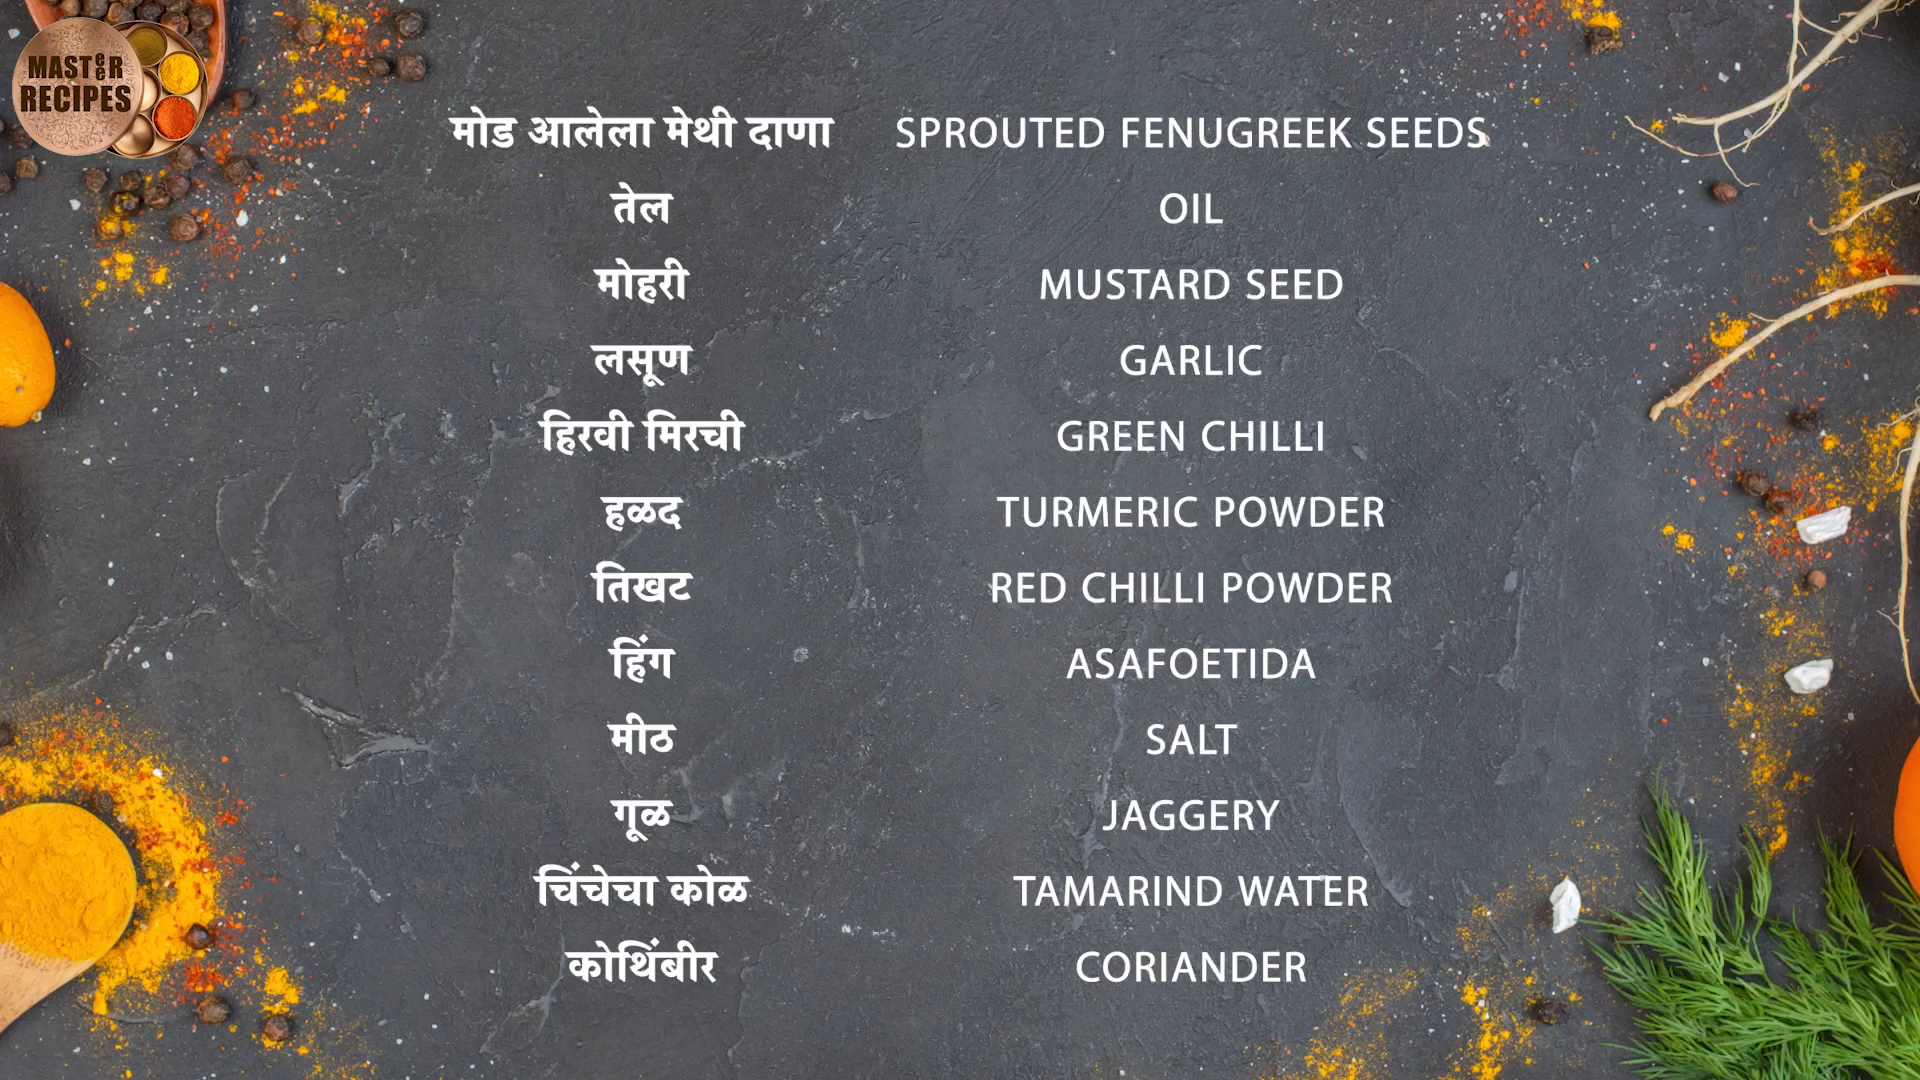 MASTEER
RECIPES
मोड आलेला मेथी दाणा SPROUTED FENUGREEK SEEDS
तेल OIL
मोहरी MUSTARD SEED
लसूण GARLIC
हिरवी मिरची GREEN CHILLI
हळद TURMERIC POWDER
तिखट RED CHILLI POWDER
हिंग ASAFOETIDA
मीठ SALT
गूळ JAGGERY
चिंचेचा कोळ TAMARIND WATER
कोथिंबीर CORIANDER